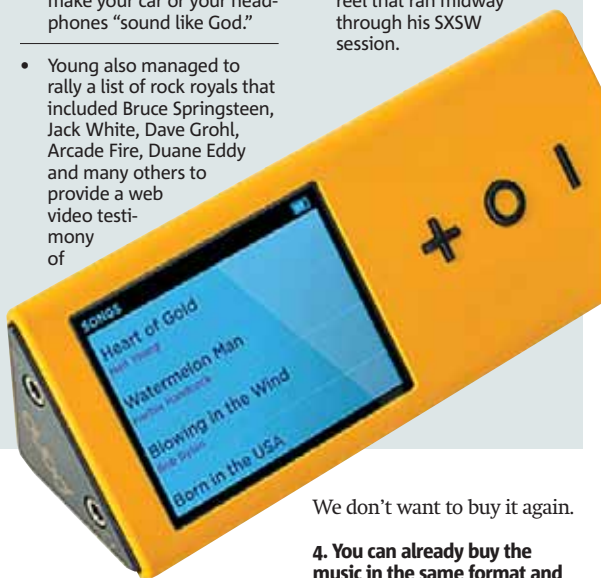 make your car or your head-
phones “sound like God.”
• Young also managed to
rally a list of rock royals that
included Bruce Springsteen,
Jack White, Dave Grohl,
Arcade Fire, Duane Eddy
and many others to
provide a web
video testi-
mony
of
feet that ran midway
through his SXSW
session.
SONGS
Heart of Gold
Neil Young
Watermelon Man
Herbie Hancock
Blowing in the Wind
Bob Dylan
Born in the USA
We don’t want to buy it again.
4. You can already buy the
music in the same format and